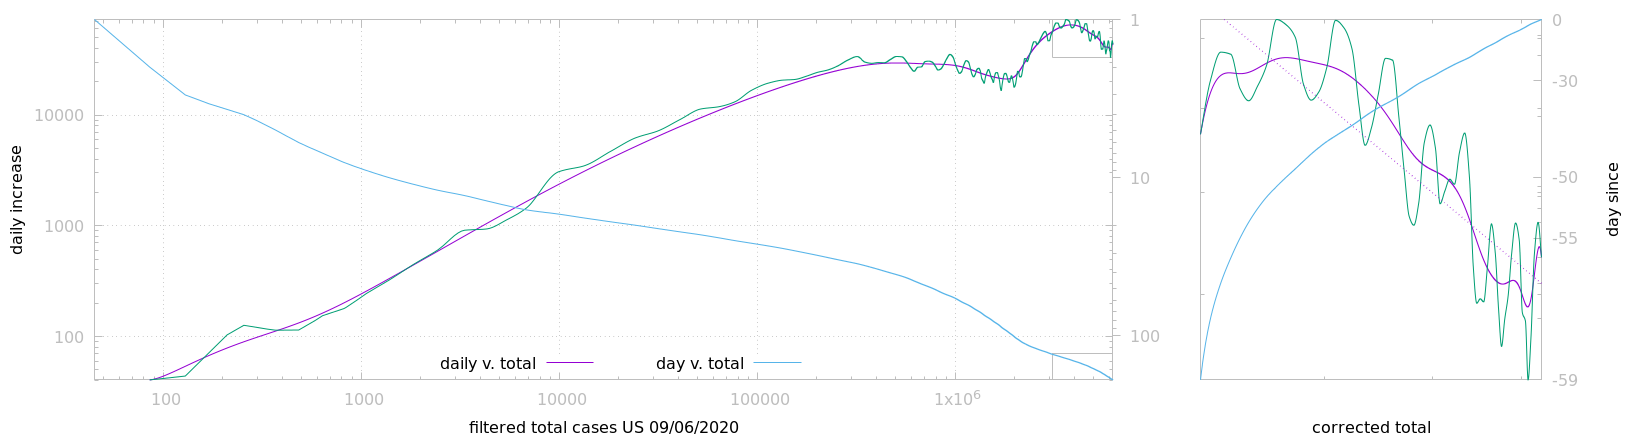 daily increase
10000
1000
100
100
1000
10000
100000
1x10⁶
1
10
100
daily v. total
day v. total
filtered total cases US 09/06/2020
0
-30
-50
-55
-59
day since
corrected total